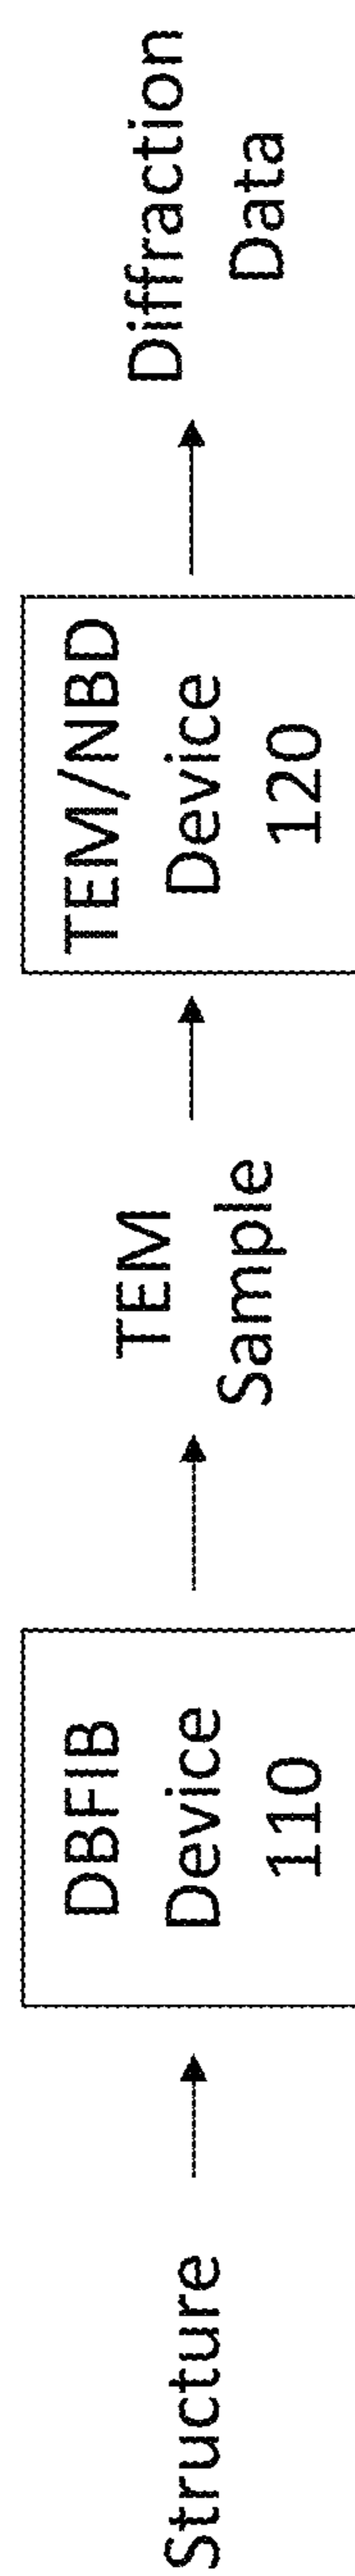 Structure
DBFIB
Device
110
TEM
Sample
TEM/NBD
Device
120
Diffraction
Data